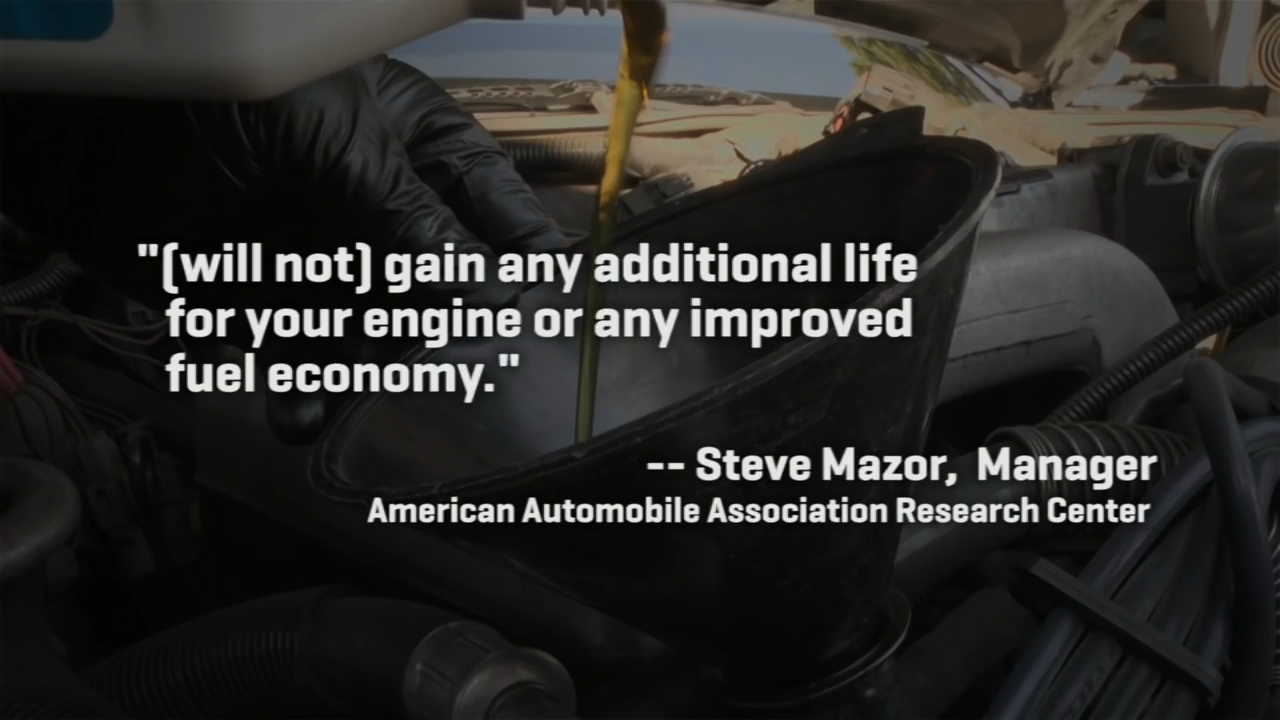 "(will not) gain any additional life
for your engine or any improved
fuel economy."
-- Steve Mazor, Manager
American Automobile Association Research Center